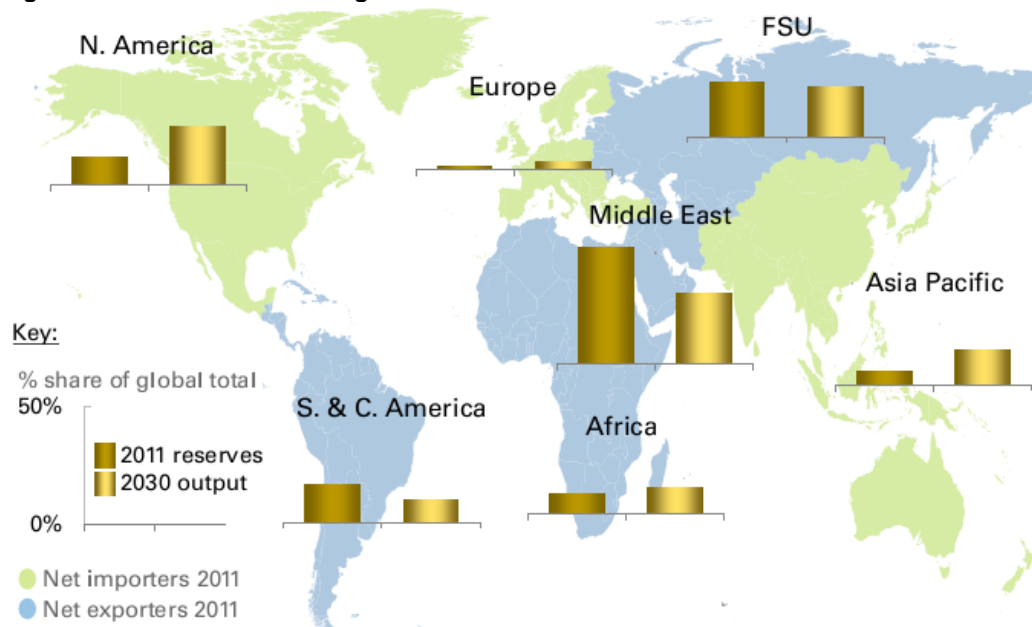 N. America
FSU
Europe
Middle East
Asia Pacific
Key:
% share of global total
50%
2011 reserves
2030 output
0%
S. & C. America
Africa
Net importers 2011
Net exporters 2011